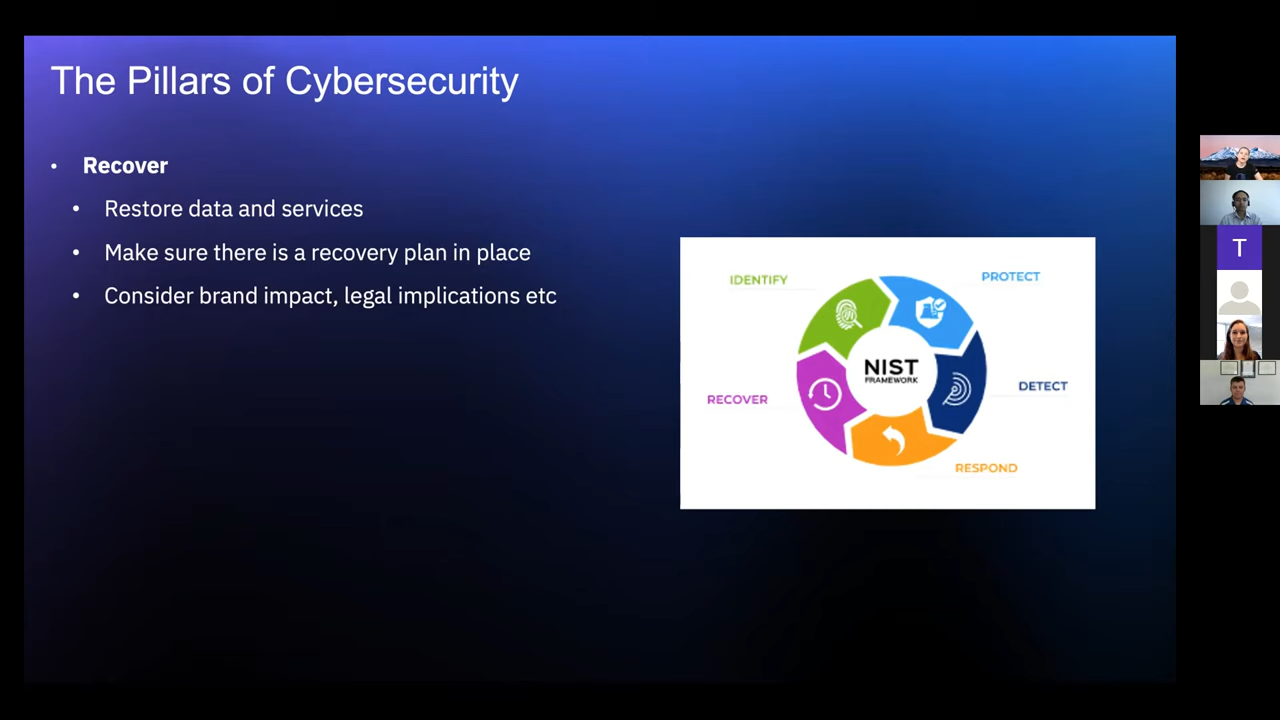 The Pillars of Cybersecurity
• Recover
• Restore data and services
• Make sure there is a recovery plan in place
• Consider brand impact, legal implications etc
IDENTIFY
PROTECT
NIST
FRAMEWORK
DETECT
RECOVER
RESPOND
T